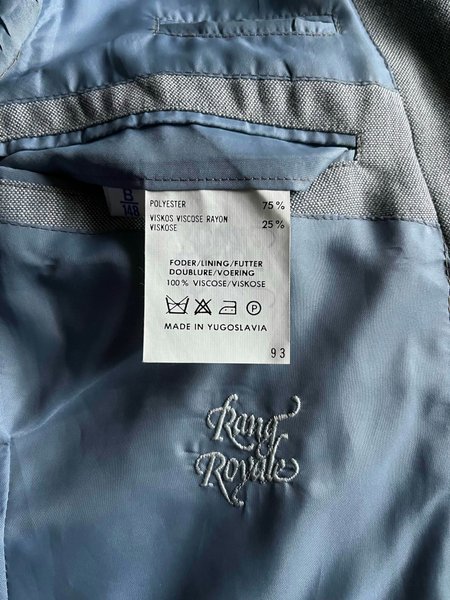 B
148
POLYESTER 75%
VISKOS VISCOSE RAYON
VISKOSE 25%
FODER/LINING/FUTTER
DOUBLURE/VOERING
100% VISCOSE/VISKOSE
P
MADE IN YUGOSLAVIA
93
Rang
Royale